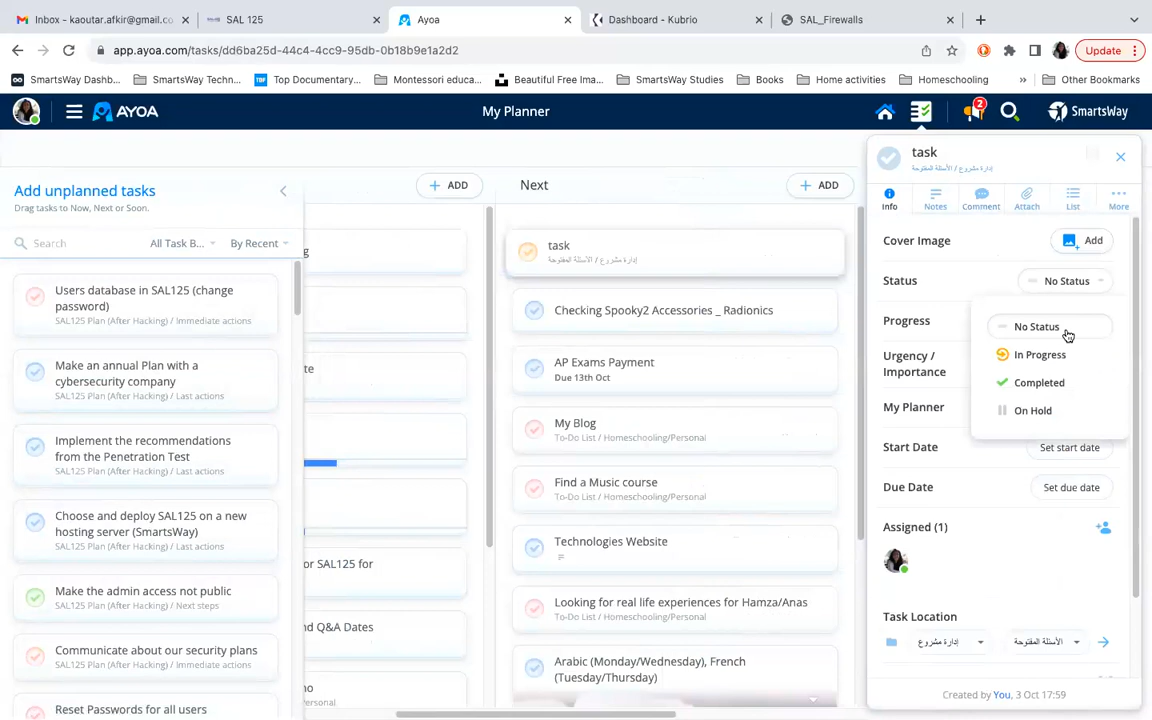 Inbox - kaoutar.afkir@gmail.co
SAL 125
Ayoa
Dashboard - Kubrio
SAL_Firewalls
app.ayoa.com/tasks/dd6ba25d-44c4-4cc9-95db-0b18b9e1a2d2
Update
SmartsWay Dashb...
SmartsWay Techn...
Top Documentary...
Montessori educa...
Beautiful Free Ima...
SmartsWay Studies
Books
Home activities
Homeschooling
»
Other Bookmarks
AYOA
My Planner
2
SmartsWay
Add unplanned tasks
Drag tasks to Now, Next or Soon.
Search
All Task B...
By Recent
Users database in SAL125 (change
password)
SAL125 Plan (After Hacking) / Immediate actions
Make an annual Plan with a
cybersecurity company
SAL125 Plan (After Hacking) / Last actions
Implement the recommendations
from the Penetration Test
SAL125 Plan (After Hacking) / Last actions
Choose and deploy SAL125 on a new
hosting server (SmartsWay)
SAL125 Plan (After Hacking) / Last actions
Make the admin access not public
SAL125 Plan (After Hacking) / Next steps
Communicate about our security plans
SAL125 Plan (After Hacking) / Immediate actions
Reset Passwords for all users
+ ADD
g
te
or SAL125 for
d Q&A Dates
no
ersonal
Next
+ ADD
task
إدارة مشروع / الأسئلة المفتوحة
Checking Spooky2 Accessories _ Radionics
AP Exams Payment
Due 13th Oct
My Blog
To-Do List / Homeschooling/Personal
Find a Music course
To-Do List / Homeschooling/Personal
Technologies Website
Looking for real life experiences for Hamza/Anas
To-Do List / Homeschooling/Personal
Arabic (Monday/Wednesday), French
(Tuesday/Thursday)
task
إدارة مشروع / الأسئلة المفتوحة
Info
Notes
Comment
Attach
List
More
Cover Image
Add
Status
No Status
Progress
No Status
In Progress
Completed
On Hold
Urgency /
Importance
My Planner
Start Date
Set start date
Due Date
Set due date
Assigned (1)
Task Location
إدارة مشروع
الأسئلة المفتوحة
Created by You, 3 Oct 17:59